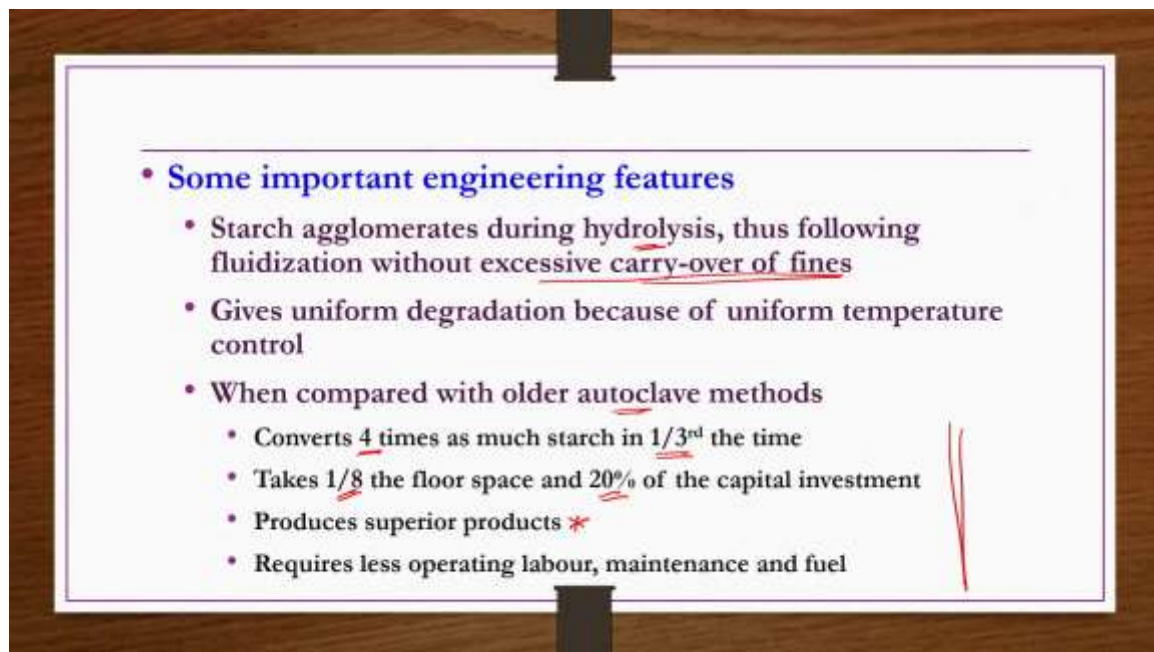 • Some important engineering features
• Starch agglomerates during hydrolysis, thus following
fluidization without excessive carry-over of fines
• Gives uniform degradation because of uniform temperature
control
• When compared with older autoclave methods
• Converts 4 times as much starch in 1/3rd the time
• Takes 1/8 the floor space and 20% of the capital investment
• Produces superior products *
• Requires less operating labour, maintenance and fuel